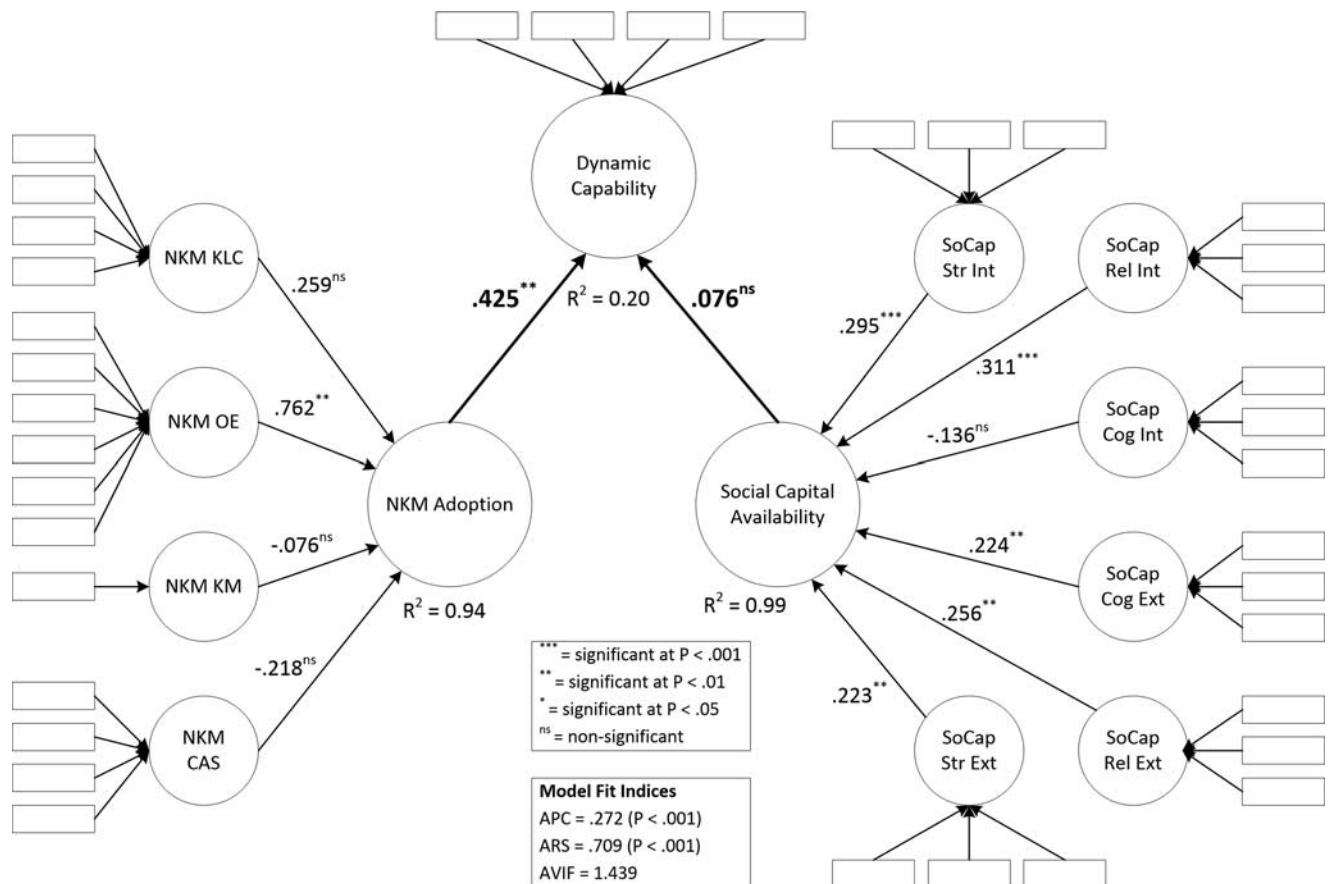 Dynamic
Capability
NKM KLC
SoCap
Str Int
SoCap
Rel Int
.259ns
.425**
R2 = 0.20
.076ns
.295***
.311***
NKM OE
.762**
SoCap
Cog Int
-.136ns
NKM Adoption
Social Capital
Availability
-.076ns
.224**
NKM KM
SoCap
Cog Ext
R2 = 0.94
R2 = 0.99
.256**
-.218ns
*** = significant at P < .001
** = significant at P < .01
* = significant at P < .05
ns = non-significant
.223**
NKM
CAS
SoCap
Str Ext
SoCap
Rel Ext
Model Fit Indices
APC = .272 (P < .001)
ARS = .709 (P < .001)
AVIF = 1.439